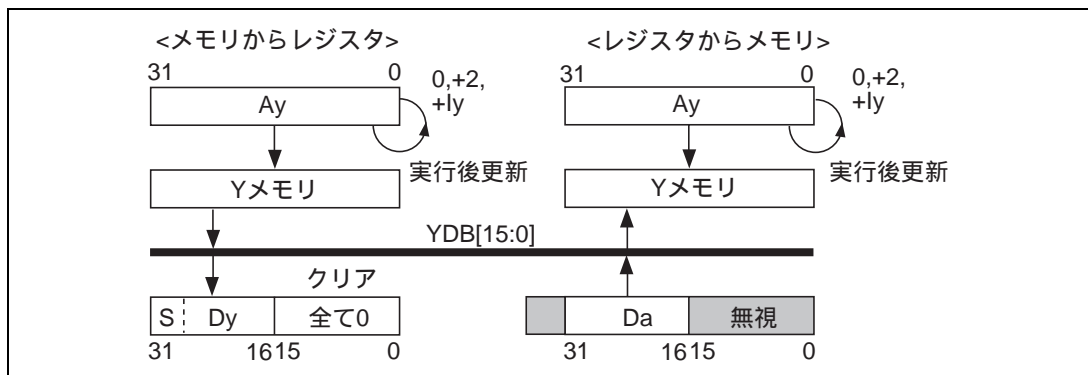 <メモリからレジスタ>
31 0
0,+2,
+Iy
Ay
実行後更新
Yメモリ
<レジスタからメモリ>
31 0
0,+2,
+Iy
Ay
実行後更新
Yメモリ
YDB[15:0]
クリア
S Dy 全て0
31 16 15 0
Da 無視
31 16 15 0